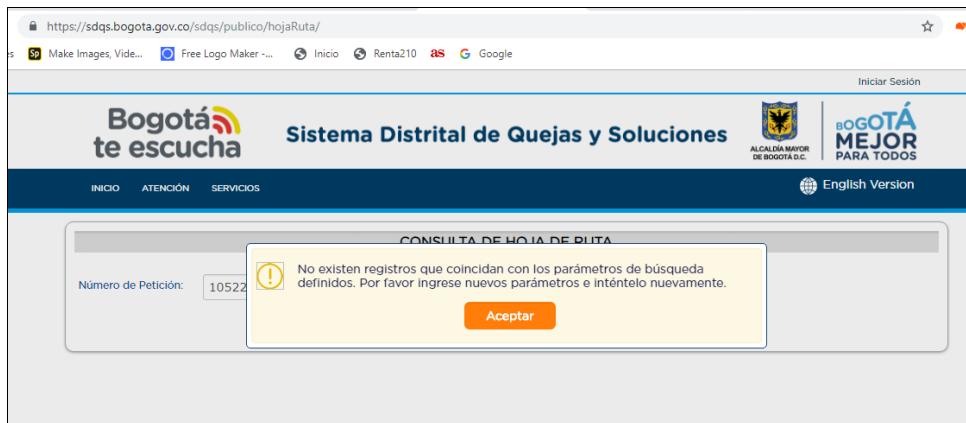 https://sdqs.bogota.gov.co/sdqs/publico/hojaRuta/
es Sp Make Images, Vide... Free Logo Maker -... Inicio Renta210 as G Google
Iniciar Sesión
Bogotá
te escucha
Sistema Distrital de Quejas y Soluciones
ALCALDÍA MAYOR
DE BOGOTÁ D.C.
BOGOTÁ
MEJOR
PARA TODOS
INICIO ATENCIÓN SERVICIOS
English Version
CONSULTA DE HOJA DE RUTA
No existen registros que coincidan con los parámetros de búsqueda
definidos. Por favor ingrese nuevos parámetros e inténtelo nuevamente.
Número de Petición: 10522
Aceptar